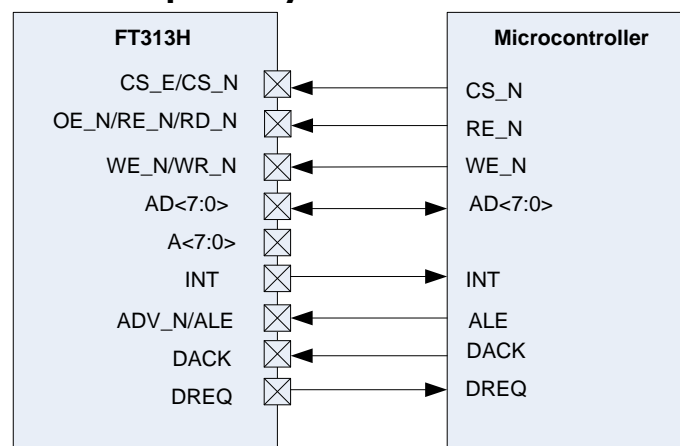 FT313H
Microcontroller
CS_E/CS_N
CS_N
OE_N/RE_N/RD_N
RE_N
WE_N/WR_N
WE_N
AD<7:0>
AD<7:0>
A<7:0>
INT
INT
ADV_N/ALE
ALE
DACK
DACK
DREQ
DREQ